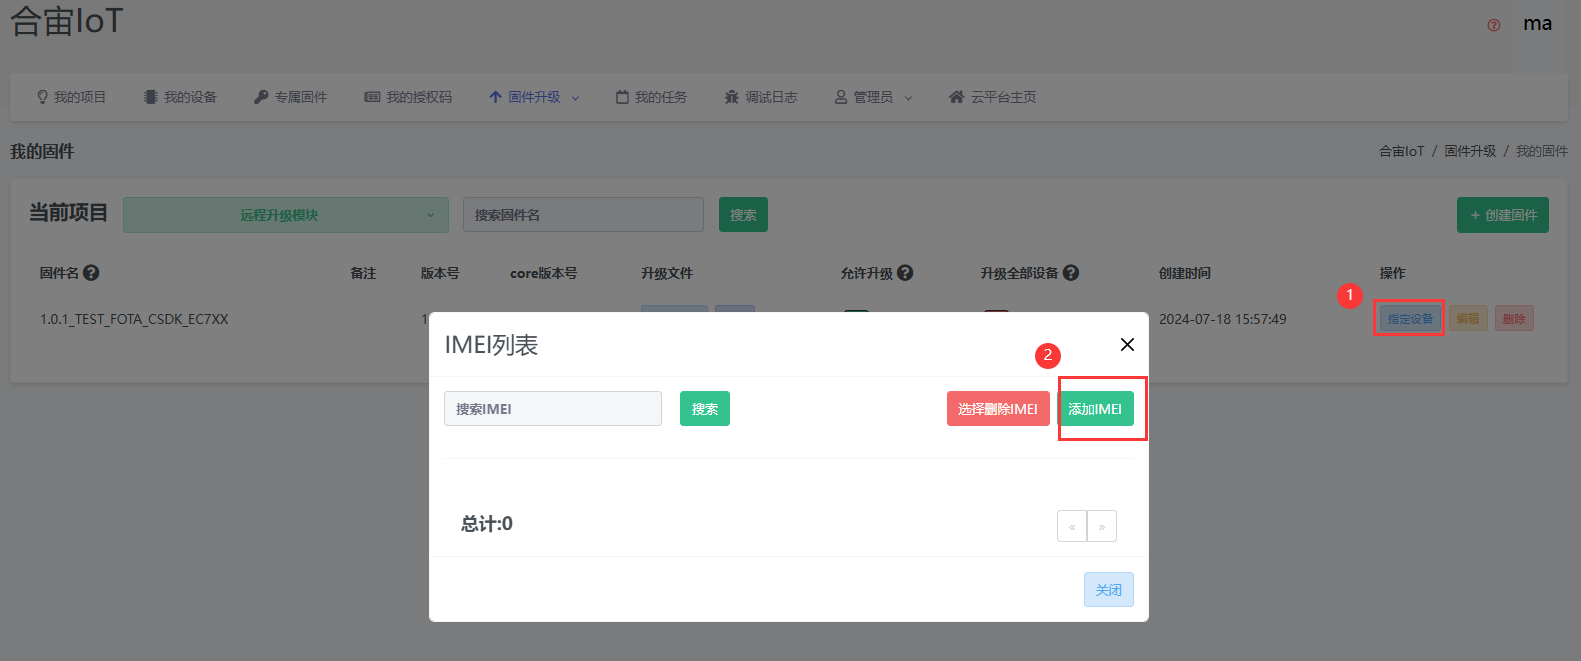 合宙IoT
ma
我的项目 我的设备 专属固件 我的授权码 固件升级 我的任务 调试日志 管理员 云平台主页
我的固件
合宙IoT / 固件升级 / 我的固件
当前项目 远程升级模块 搜索固件名 搜索 + 创建固件
固件名 备注 版本号 core版本号 升级文件 允许升级 升级全部设备 创建时间 操作
1
1.0.1_TEST_FOTA_CSDK_EC7XX 1 2024-07-18 15:57:49 指定设备 编辑 删除
IMEI列表
2
搜索IMEI 搜索 选择删除IMEI 添加IMEI
总计:0 « »
关闭